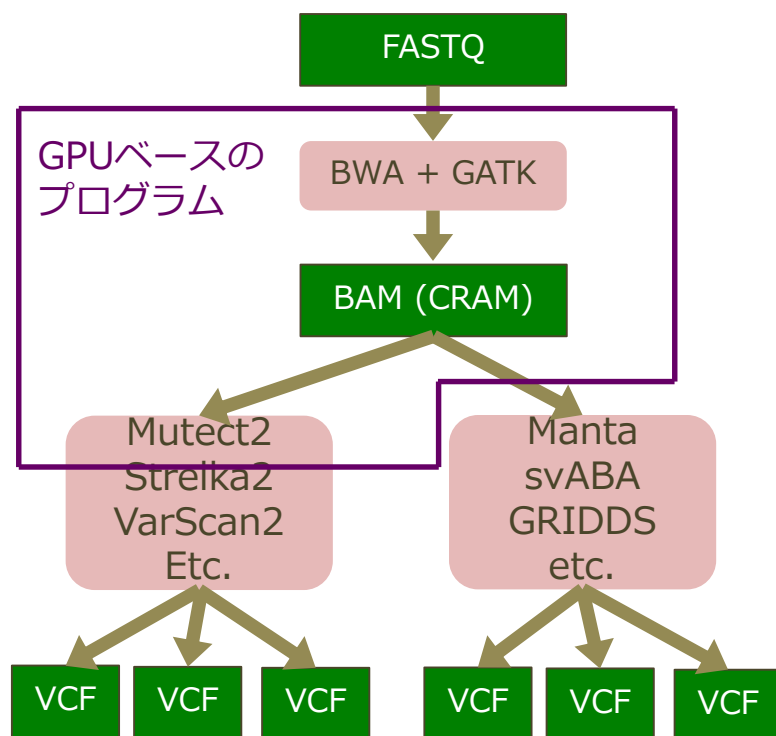 FASTQ
GPUベースの
プログラム
BWA + GATK
BAM (CRAM)
Mutect2
Strelka2
VarScan2
Etc.
Manta
svABA
GRIDDS
etc.
VCF
VCF
VCF
VCF
VCF
VCF